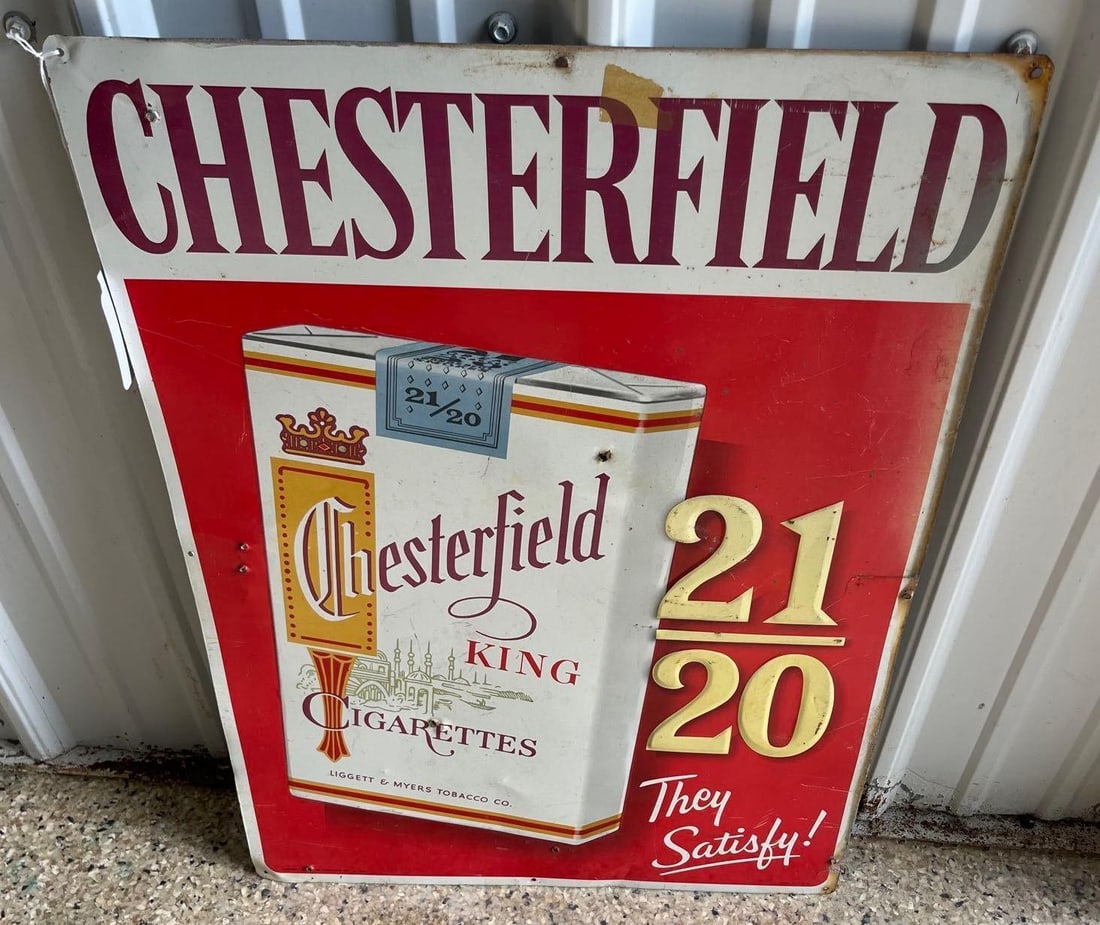 CHESTERFIELD
21/20
Chesterfield
KING
CIGARETTES
LIGGETT & MYERS TOBACCO CO.
21
20
They
Satisfy!